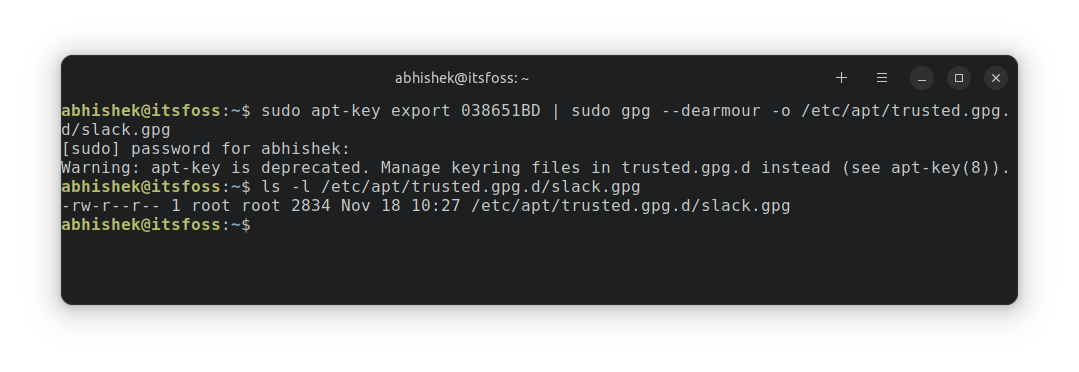 abhishek@itsfoss: ~
abhishek@itsfoss:~$ sudo apt-key export 038651BD | sudo gpg --dearmour -o /etc/apt/trusted.gpg.
d/slack.gpg
[sudo] password for abhishek:
Warning: apt-key is deprecated. Manage keyring files in trusted.gpg.d instead (see apt-key(8)).
abhishek@itsfoss:~$ ls -l /etc/apt/trusted.gpg.d/slack.gpg
-rw-r--r-- 1 root root 2834 Nov 18 10:27 /etc/apt/trusted.gpg.d/slack.gpg
abhishek@itsfoss:~$